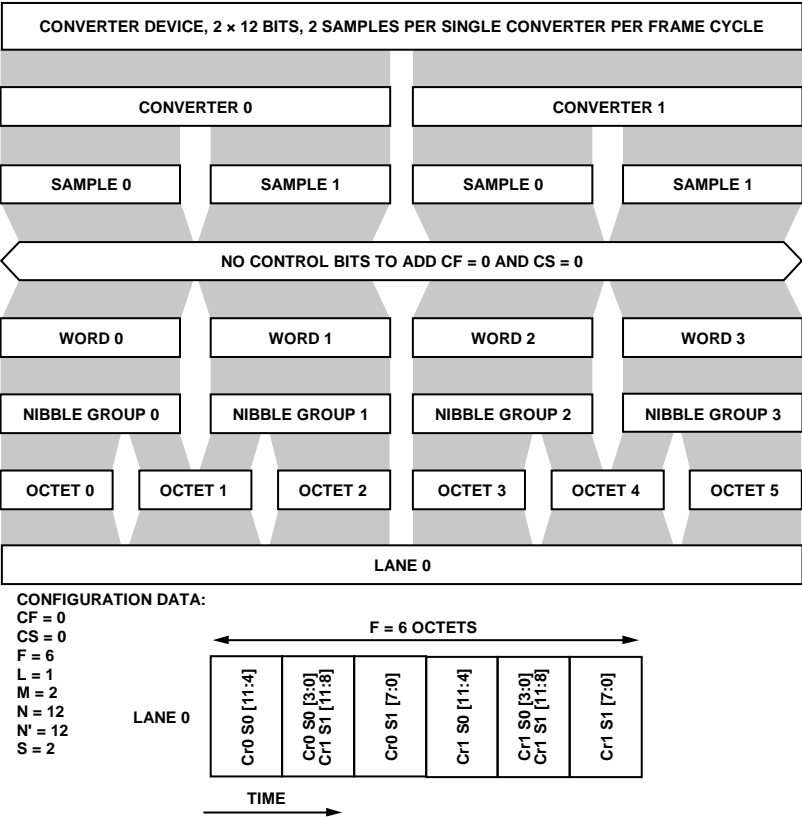 CONVERTER DEVICE, 2 × 12 BITS, 2 SAMPLES PER SINGLE CONVERTER PER FRAME CYCLE
CONVERTER 0
CONVERTER 1
SAMPLE 0
SAMPLE 1
SAMPLE 0
SAMPLE 1
NO CONTROL BITS TO ADD CF = 0 AND CS = 0
WORD 0
WORD 1
WORD 2
WORD 3
NIBBLE GROUP 0
NIBBLE GROUP 1
NIBBLE GROUP 2
NIBBLE GROUP 3
OCTET 0
OCTET 1
OCTET 2
OCTET 3
OCTET 4
OCTET 5
LANE 0
CONFIGURATION DATA:
CF = 0
CS = 0
F = 6
L = 1
M = 2
N = 12
N' = 12
S = 2
F = 6 OCTETS
LANE 0
Cr0 S0 [11:4]
Cr0 S0 [3:0]
Cr1 S1 [11:8]
Cr0 S1 [7:0]
Cr1 S0 [11:4]
Cr1 S0 [3:0]
Cr1 S1 [11:8]
Cr1 S1 [7:0]
TIME